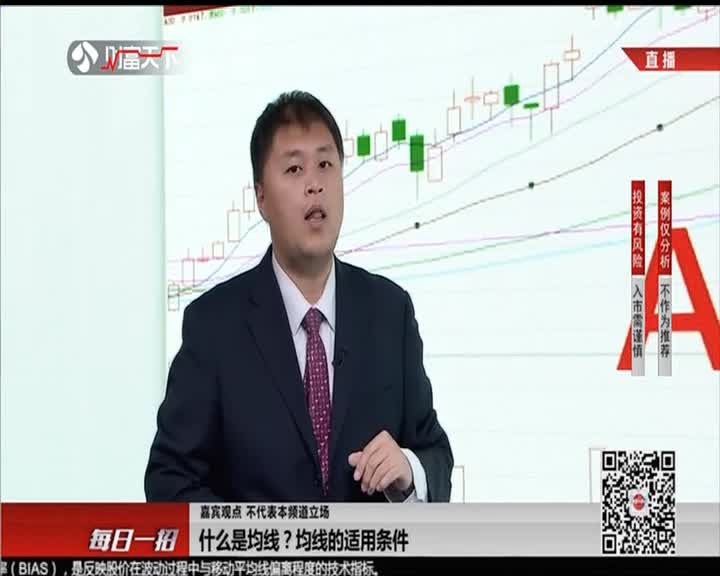 财富天下
直播
案例仅分析 不作为推荐
投资有风险 入市需谨慎
A
嘉宾观点 不代表本频道立场
每日一招
什么是均线？均线的适用条件
率（BIAS），是反映股价在波动过程中与移动平均线偏离程度的技术指标。